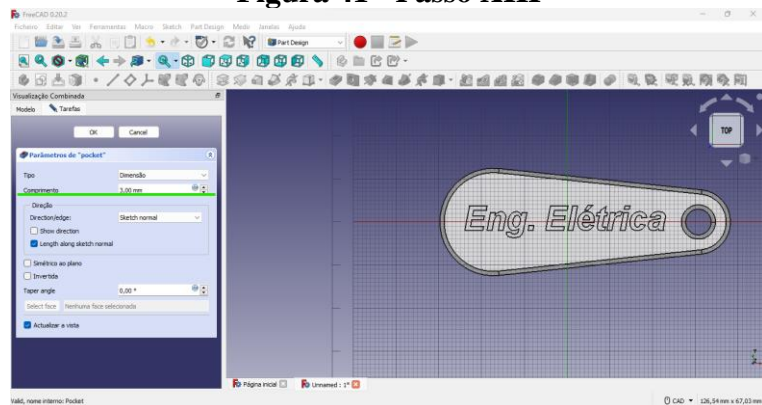 FreeCAD 0.20.2
Ficheiro Editar Ver Ferramentas Macro Sketch Part Design Medir Janelas Ajuda
Part Design
Visualização Combinada
Modelo Tarefas
OK Cancel
Parâmetros de "pocket"
Tipo Dimensão
Comprimento 3,00 mm
Direção
Direction/edge: Sketch normal
Show direction
Length along sketch normal
Simétrico ao plano
Invertida
Taper angle 0,00 °
Select face Nenhuma face selecionada
Actualizar a vista
TOP
Eng. Elétrica
Página inicial Unnamed : 1*
Valid, nome interno: Pocket
CAD 126,54 mm x 67,03 mm